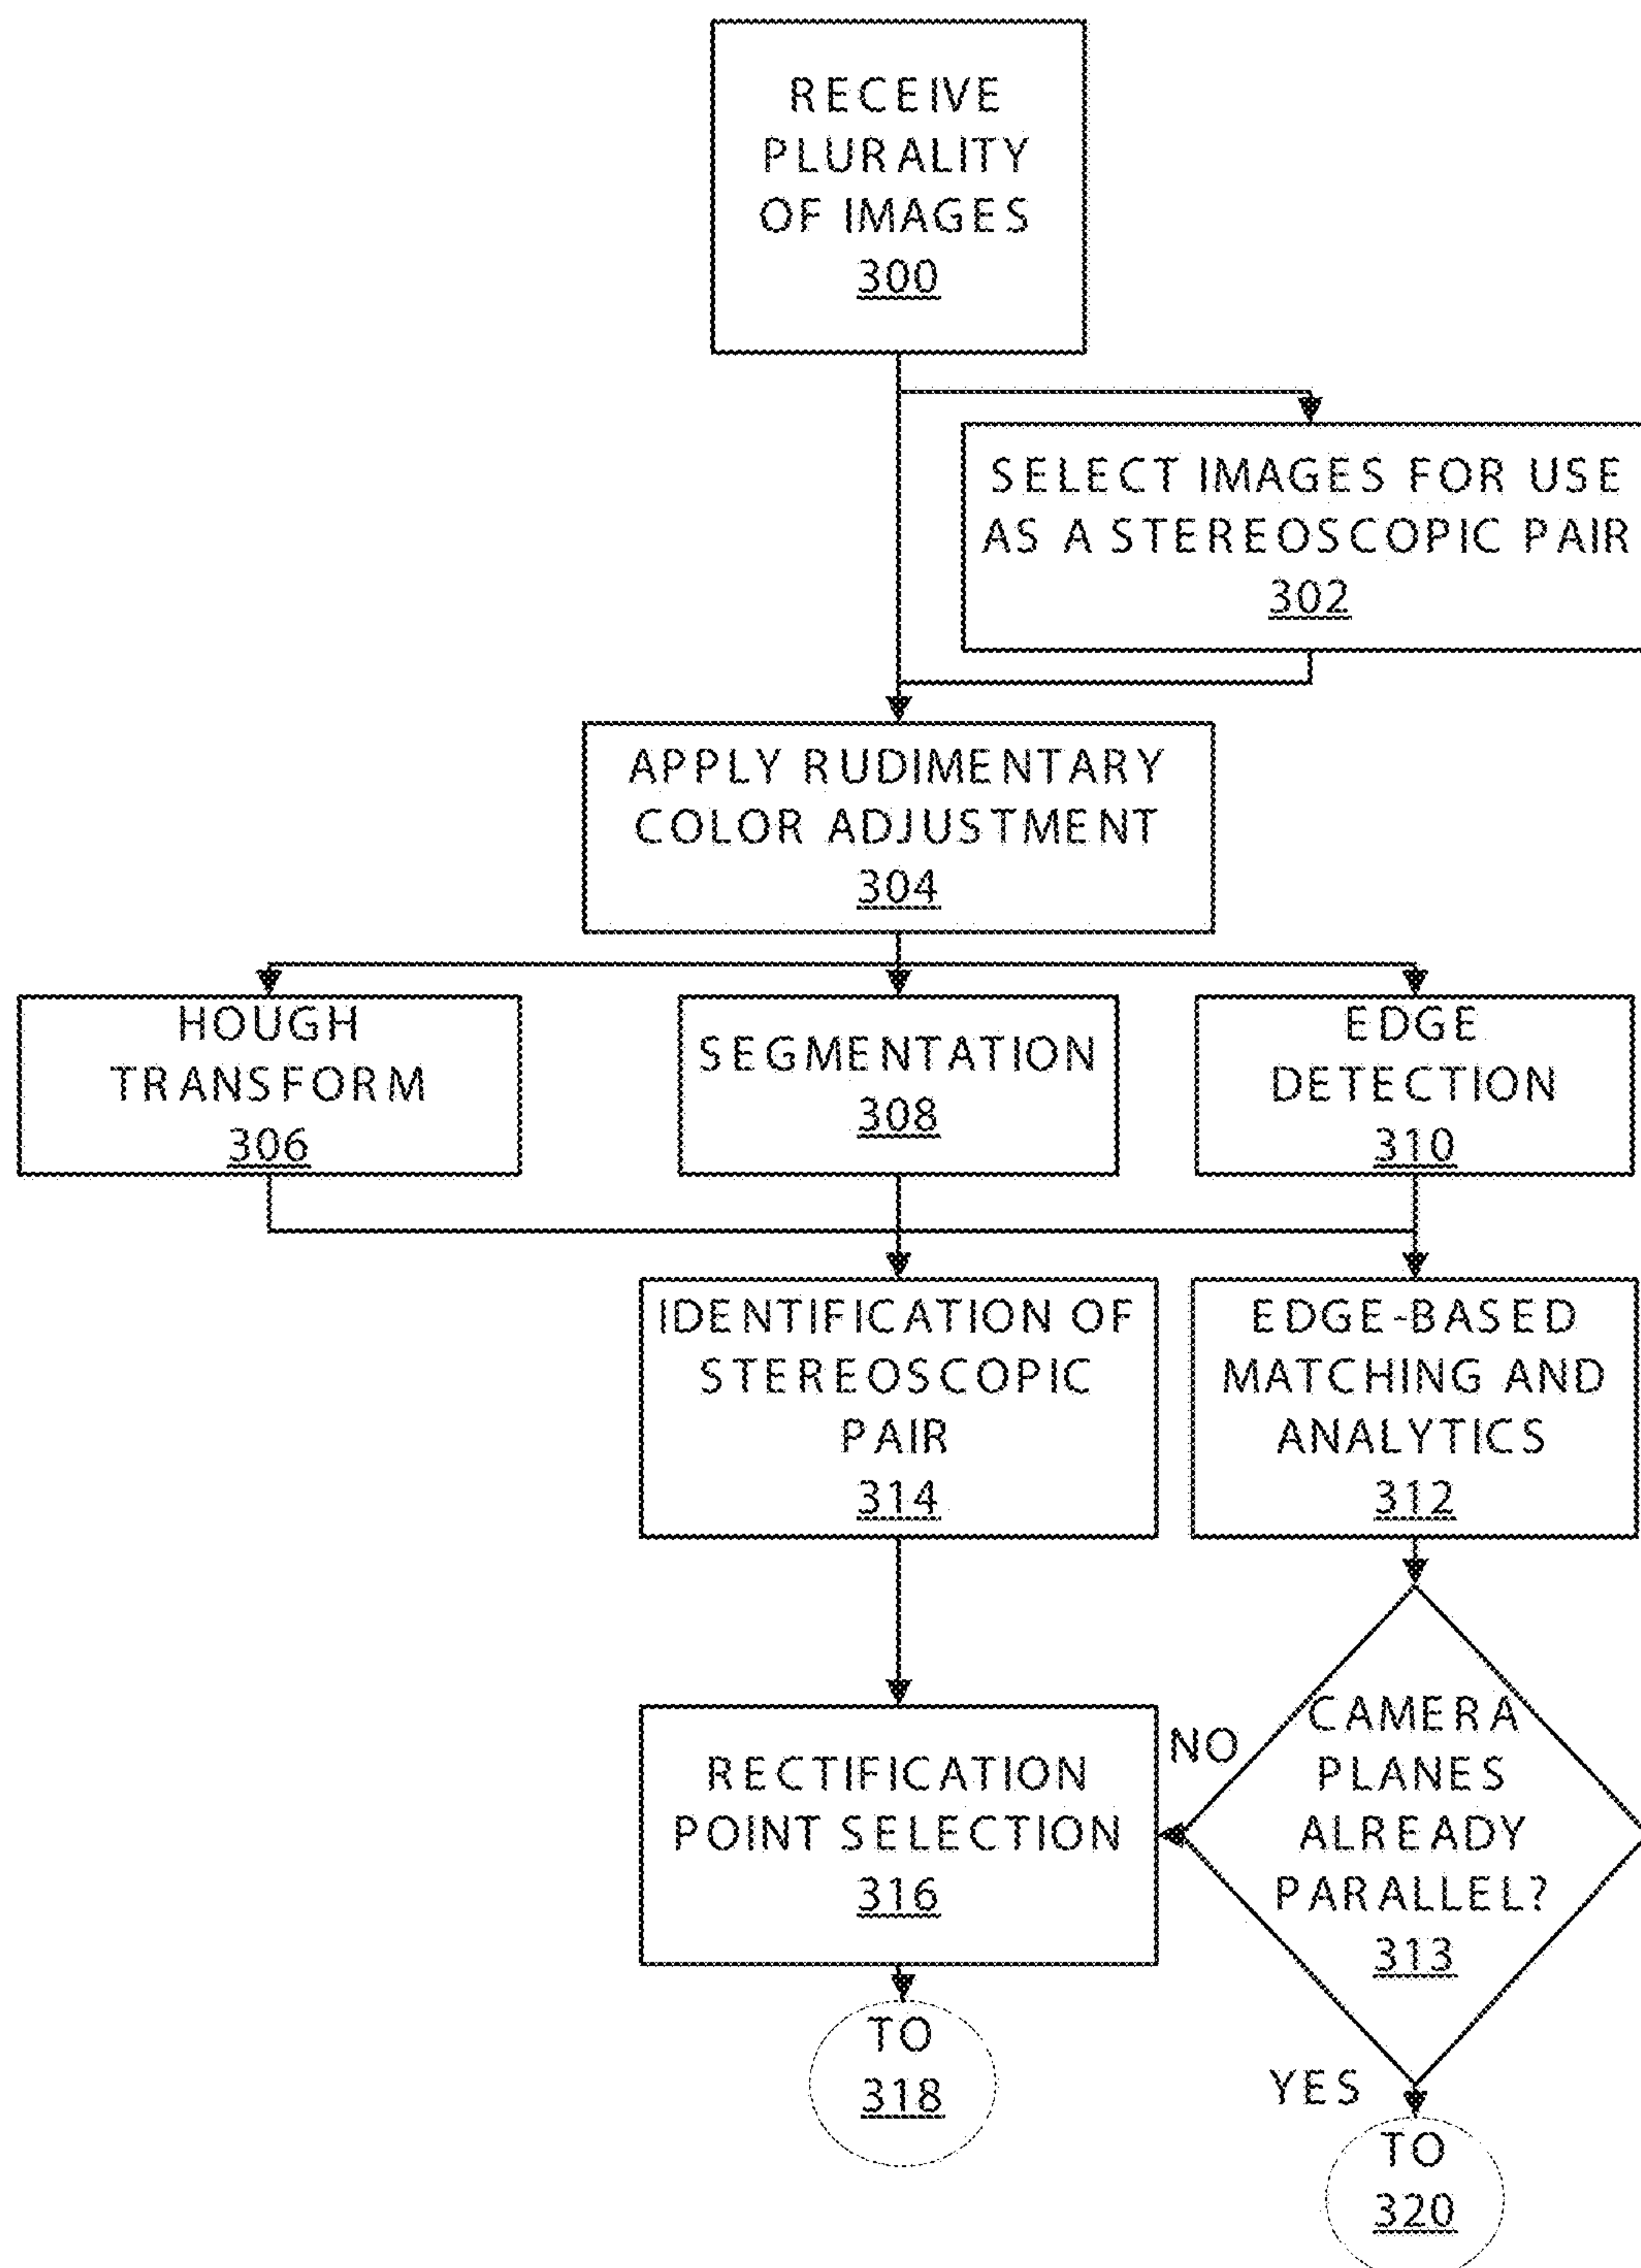 RECEIVE
PLURALITY
OF IMAGES
300
SELECT IMAGES FOR USE
AS A STEREOSCOPIC PAIR
302
APPLY RUDIMENTARY
COLOR ADJUSTMENT
304
HOUGH
TRANSFORM
306
SEGMENTATION
308
EDGE
DETECTION
310
IDENTIFICATION OF
STEREOSCOPIC
PAIR
314
EDGE-BASED
MATCHING AND
ANALYTICS
312
RECTIFICATION
POINT SELECTION
316
NO
CAMERA
PLANES
ALREADY
PARALLEL?
313
TO
318
YES
TO
320